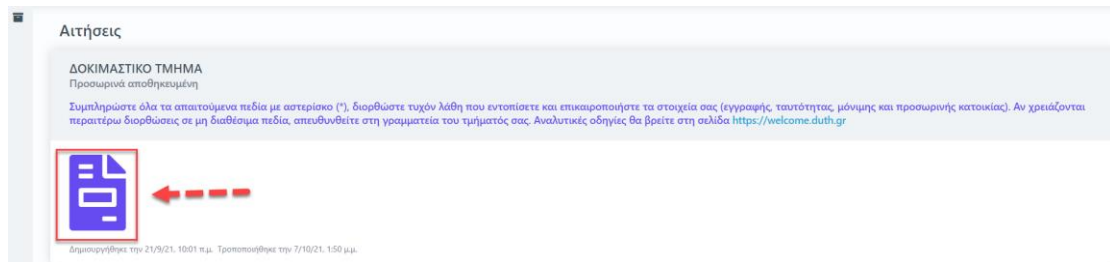 Αιτήσεις
ΔΟΚΙΜΑΣΤΙΚΟ ΤΜΗΜΑ
Προσωρινά αποθηκευμένη
Συμπληρώστε όλα τα απαιτούμενα πεδία με αστερίσκο (*), διορθώστε τυχόν λάθη που εντοπίσετε και επικαιροποιήστε τα στοιχεία σας (εγγραφής, ταυτότητας, μόνιμης και προσωρινής κατοικίας). Αν χρειάζονται
περαιτέρω διορθώσεις σε μη διαθέσιμα πεδία, απευθυνθείτε στη γραμματεία του τμήματός σας. Αναλυτικές οδηγίες θα βρείτε στη σελίδα https://welcome.duth.gr
Δημιουργήθηκε την 21/9/21, 10:01 π.μ. Τροποποιήθηκε την 7/10/21, 1:50 μ.μ.